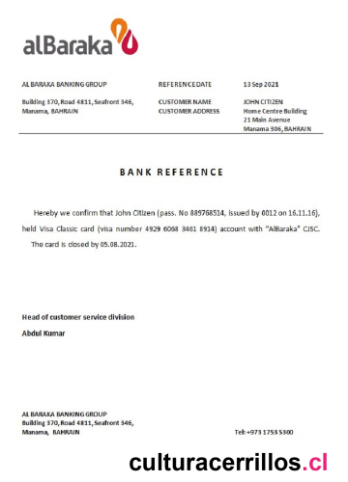 alBaraka
AL BARAKA BANKING GROUP REFERENCE DATE 13 Sep 2021
Building 370, Road 4811, Seafront 346, CUSTOMER NAME JOHN CITIZEN
Manama, BAHRAIN CUSTOMER ADDRESS Home Centre Building
21 Main Avenue
Manama 306, BAHRAIN
BANK REFERENCE
Hereby we confirm that John Citizen (pass. No 889768514, issued by 0012 on 16.11.16),
held Visa Classic card (visa number 4929 6068 3461 8914) account with "AlBaraka" CJSC.
The card is closed by 05.08.2021.
Head of customer service division
Abdul Kumar
AL BARAKA BANKING GROUP
Building 370, Road 4811, Seafront 346,
Manama, BAHRAIN Tel: +973 1753 5300
culturacerrillos.cl